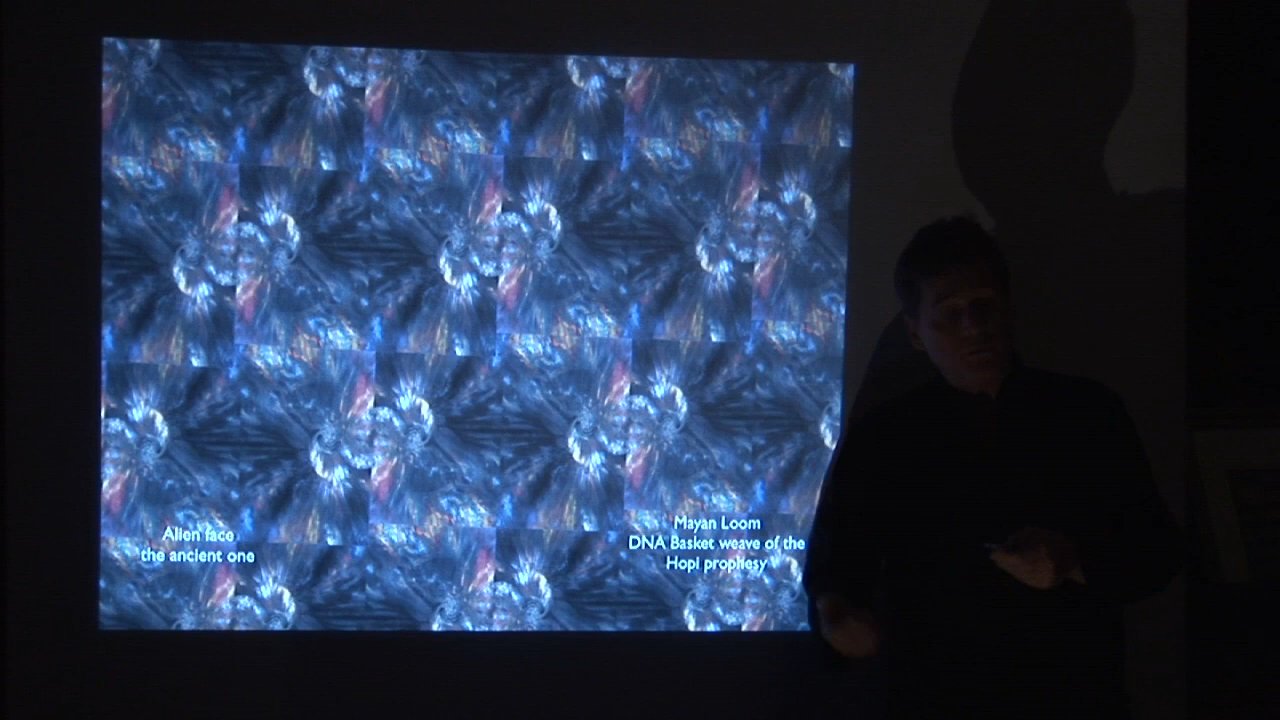 Alien face
the ancient one
Mayan Loom
DNA Basket weave of the
Hopi prophesy